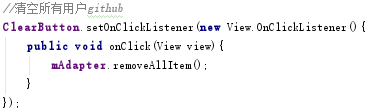 //清空所有用户github
ClearButton.setOnClickListener(new View.OnClickListener() {
    public void onClick(View view) {
        mAdapter.removeAllItem();
    }
});